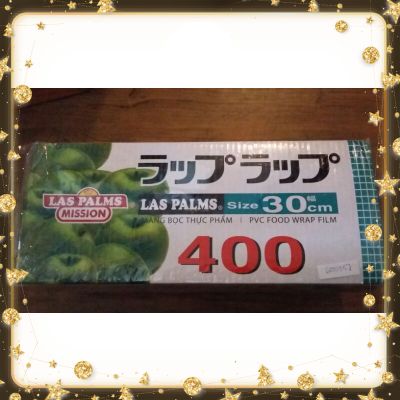 ラップラップ
LAS PALMS
MISSION
LAS PALMS® Size 幅 30cm
MÀNG BỌC THỰC PHẨM | PVC FOOD WRAP FILM
400